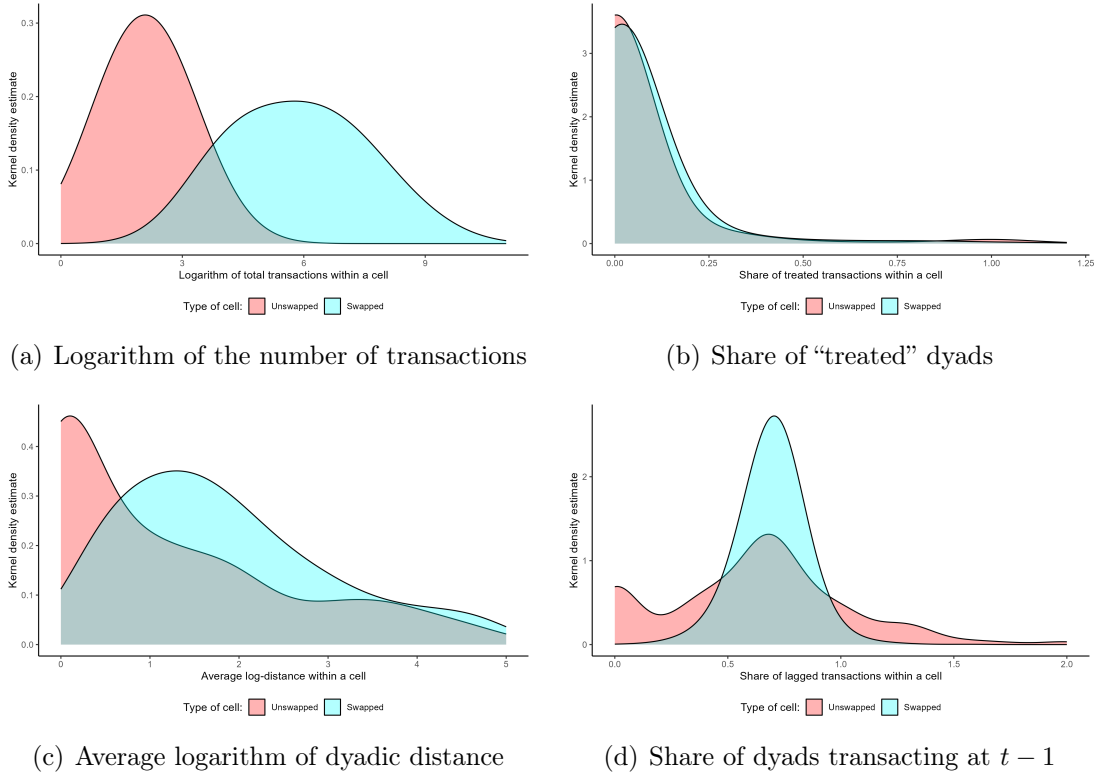 Kernel density estimate
0.3
0.2
0.1
0.0
0 3 6 9
Logarithm of total transactions within a cell
Type of cell: Unswapped Swapped
(a) Logarithm of the number of transactions
Kernel density estimate
3
2
1
0
0.00 0.25 0.50 0.75 1.00 1.25
Share of treated transactions within a cell
Type of cell: Unswapped Swapped
(b) Share of “treated” dyads
Kernel density estimate
0.4
0.3
0.2
0.1
0.0
0 1 2 3 4 5
Average log-distance within a cell
Type of cell: Unswapped Swapped
(c) Average logarithm of dyadic distance
Kernel density estimate
2
1
0
0.0 0.5 1.0 1.5 2.0
Share of lagged transactions within a cell
Type of cell: Unswapped Swapped
(d) Share of dyads transacting at t − 1